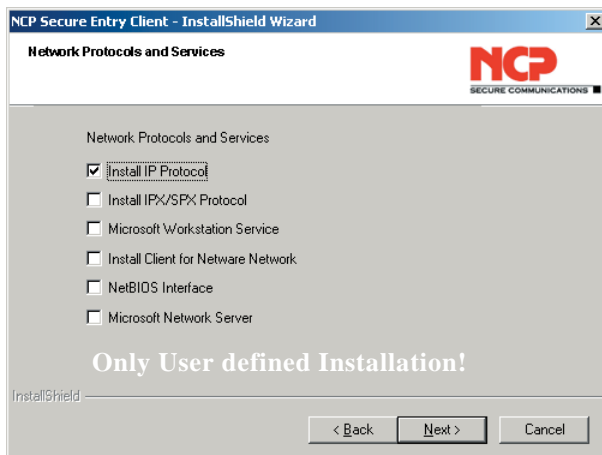 NCP Secure Entry Client - InstallShield Wizard
Network Protocols and Services
NCP
SECURE COMMUNICATIONS
Network Protocols and Services
Install IP Protocol
Install IPX/SPX Protocol
Microsoft Workstation Service
Install Client for Netware Network
NetBIOS Interface
Microsoft Network Server
Only User defined Installation!
InstallShield
< Back Next > Cancel